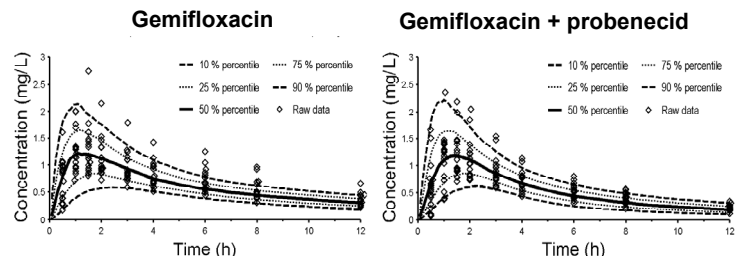 Gemifloxacin
Concentration (mg/L)
3
2.5
2
1.5
1
0.5
0
10 % percentile
75 % percentile
25 % percentile
90 % percentile
50 % percentile
Raw data
0 2 4 6 8 10 12
Time (h)
Gemifloxacin + probenecid
Concentration (mg/L)
3
2.5
2
1.5
1
0.5
0
10 % percentile
75 % percentile
25 % percentile
90 % percentile
50 % percentile
Raw data
0 2 4 6 8 10 12
Time (h)